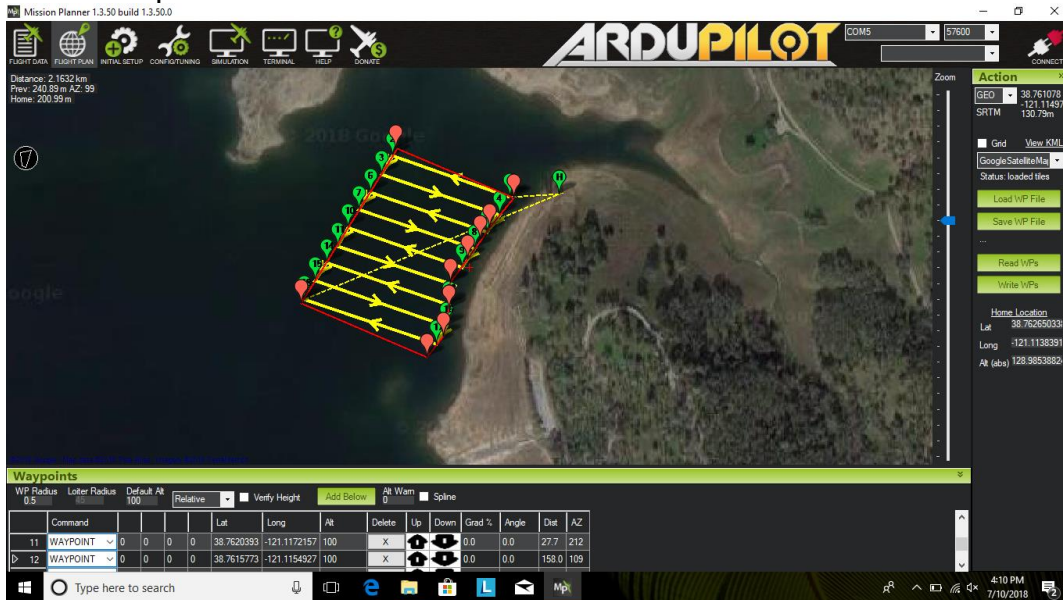 Mission Planner 1.3.50 build 1.3.50.0
FLIGHT DATA FLIGHT PLAN INITIAL SETUP CONFIG/TUNING SIMULATION TERMINAL HELP DONATE
ARDUPILOT
COM5 57600
CONNECT
Distance: 2.1632 km
Prev: 240.89 m AZ: 99
Home: 200.99 m
Zoom
Action
GEO 38.761078
-121.11497
SRTM 130.79m
Grid View KML
GoogleSatelliteMap
Status: loaded tiles
Load WP File
Save WP File
...
Read WPs
Write WPs
Home Location
Lat 38.76265033
Long -121.1138391
Alt (abs) 128.9853882
© 2018 Google
H
3
6
7
4
Waypoints
WP Radius Loiter Radius Default Alt Alt Warn
0.5 45 100 Relative Verify Height Add Below 0 Spline
Command Lat Long Alt Delete Up Down Grad % Angle Dist AZ
11 WAYPOINT 0 0 0 0 38.7620393 -121.1172157 100 X 0.0 0.0 27.7 212
12 WAYPOINT 0 0 0 0 38.7615773 -121.1154927 100 X 0.0 0.0 158.0 109
Type here to search
4:10 PM
7/10/2018